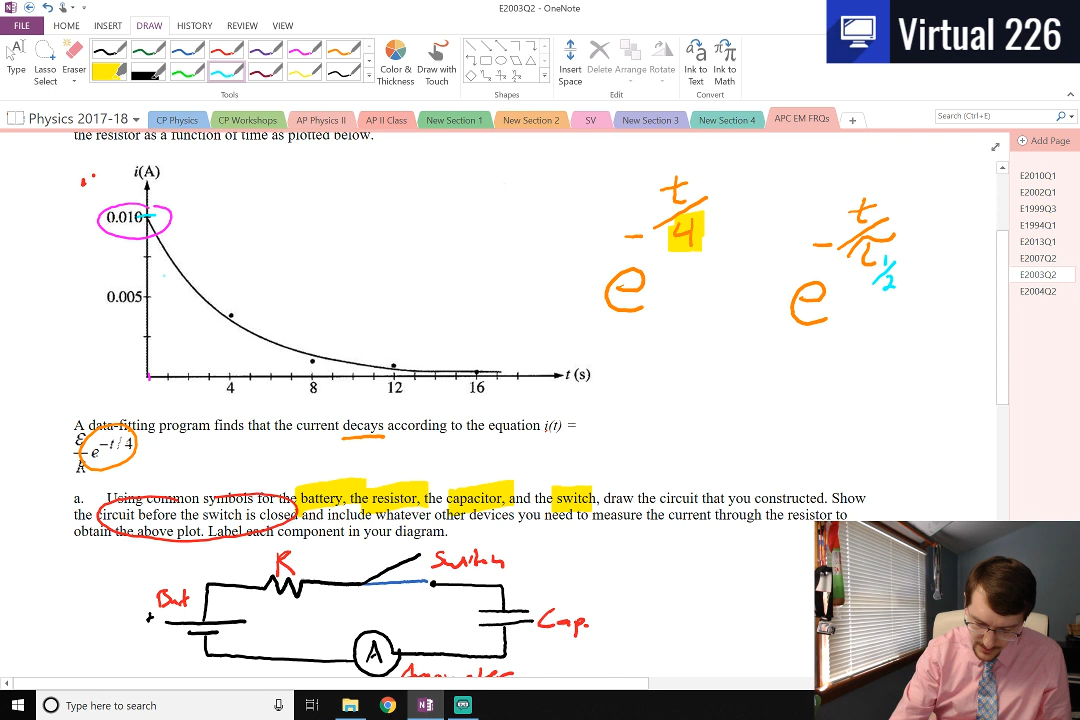 E2003Q2 - OneNote
Virtual 226
FILE HOME INSERT DRAW HISTORY REVIEW VIEW
Type Lasso Select Eraser
Color & Thickness Draw with Touch
Insert Space Delete Arrange Rotate
Ink to Text Ink to Math
Tools Shapes Edit Convert
Physics 2017-18 CP Physics CP Workshops AP Physics II AP II Class New Section 1 New Section 2 SV New Section 3 New Section 4 APC EM FRQs
Search (Ctrl+E)
Add Page
E2010Q1
E2002Q1
E1999Q3
E1994Q1
E2013Q1
E2007Q2
E2003Q2
E2004Q2
the resistor as a function of time as plotted below.
i(A)
0.010
0.005
4 8 12 16 t (s)
e -t/4
1/2
A data-fitting program finds that the current decays according to the equation i(t) =
ε/R e^−t/4
a. Using common symbols for the battery, the resistor, the capacitor, and the switch, draw the circuit that you constructed. Show
the circuit before the switch is closed and include whatever other devices you need to measure the current through the resistor to
obtain the above plot. Label each component in your diagram.
R
Switch
Bat
+
Cap.
A
Type here to search